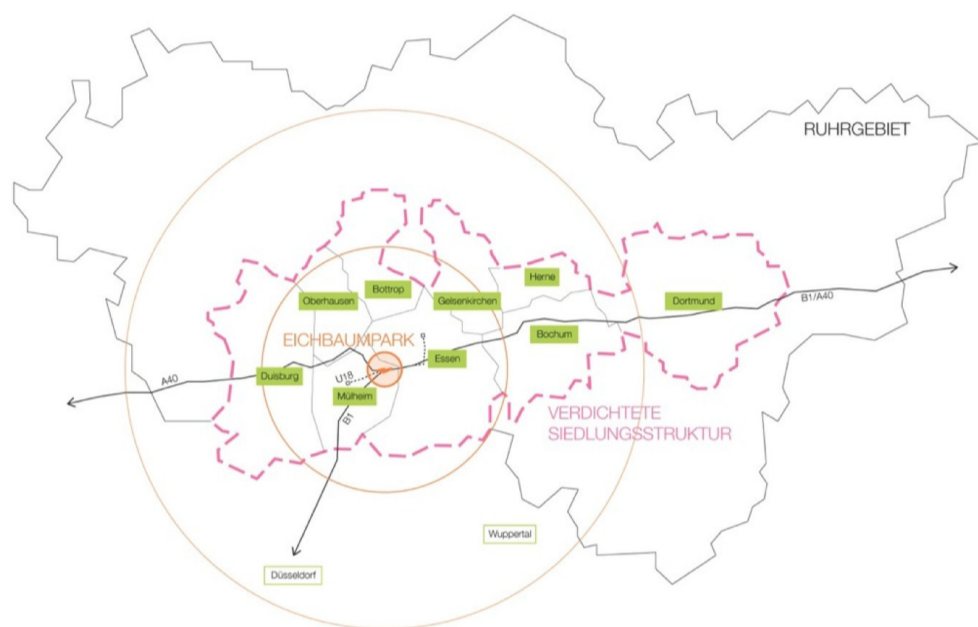 RUHRGEBIET
Herne
Bottrop
Oberhausen
Gelsenkirchen
Dortmund
B1/A40
Bochum
EICHBAUMPARK
Essen
A40
Duisburg
U18
Mülheim
B1
VERDICHTETE
SIEDLUNGSSTRUKTUR
Wuppertal
Düsseldorf